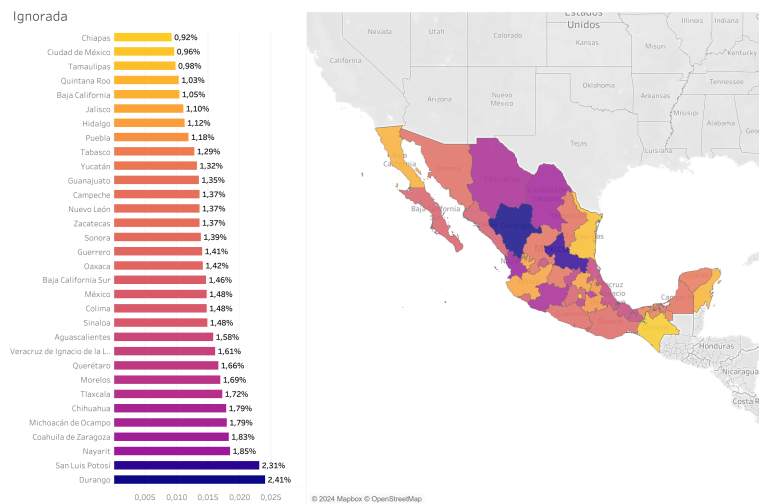 Ignorada
Chiapas 0,92%
Ciudad de México 0,96%
Tamaulipas 0,98%
Quintana Roo 1,03%
Baja California 1,05%
Jalisco 1,10%
Hidalgo 1,12%
Puebla 1,18%
Tabasco 1,29%
Yucatán 1,32%
Guanajuato 1,35%
Campeche 1,37%
Nuevo León 1,37%
Zacatecas 1,37%
Sonora 1,39%
Guerrero 1,41%
Oaxaca 1,42%
Baja California Sur 1,46%
México 1,48%
Colima 1,48%
Sinaloa 1,48%
Aguascalientes 1,58%
Veracruz de Ignacio de la L.. 1,61%
Querétaro 1,66%
Morelos 1,69%
Tlaxcala 1,72%
Chihuahua 1,79%
Michoacán de Ocampo 1,79%
Coahuila de Zaragoza 1,83%
Nayarit 1,85%
San Luis Potosí 2,31%
Durango 2,41%
0,005 0,010 0,015 0,020 0,025
Estados
Unidos
Illinois
Indiana
Nevada
Utah
Colorado
Kansas
Misuri
Kentucky
California
Oklahoma
Tennessee
Arizona
Nuevo
México
Arkansas
Misisipi
Alabama
Texas
Luisiana
Honduras
Nicaragua
Costa R
© 2024 Mapbox © OpenStreetMap